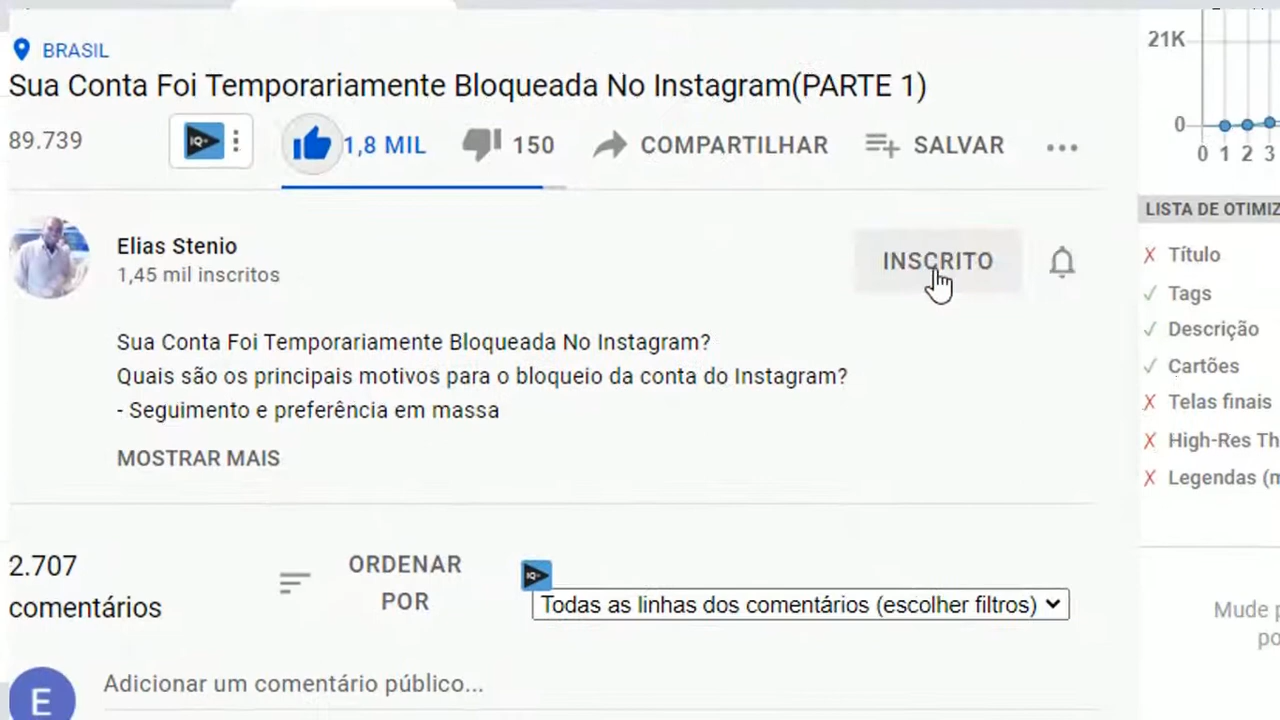 BRASIL
Sua Conta Foi Temporariamente Bloqueada No Instagram(PARTE 1)
89.739
IQ
1,8 MIL
150
COMPARTILHAR
SALVAR
Elias Stenio
1,45 mil inscritos
INSCRITO
Sua Conta Foi Temporariamente Bloqueada No Instagram?
Quais são os principais motivos para o bloqueio da conta do Instagram?
- Seguimento e preferência em massa
MOSTRAR MAIS
2.707
comentários
ORDENAR
POR
IQ
Todas as linhas dos comentários (escolher filtros)
E
Adicionar um comentário público...
21K
0
0 1 2 3
LISTA DE OTIMIZ
Título
Tags
Descrição
Cartões
Telas finais
High-Res Th
Legendas (m
Mude p
po